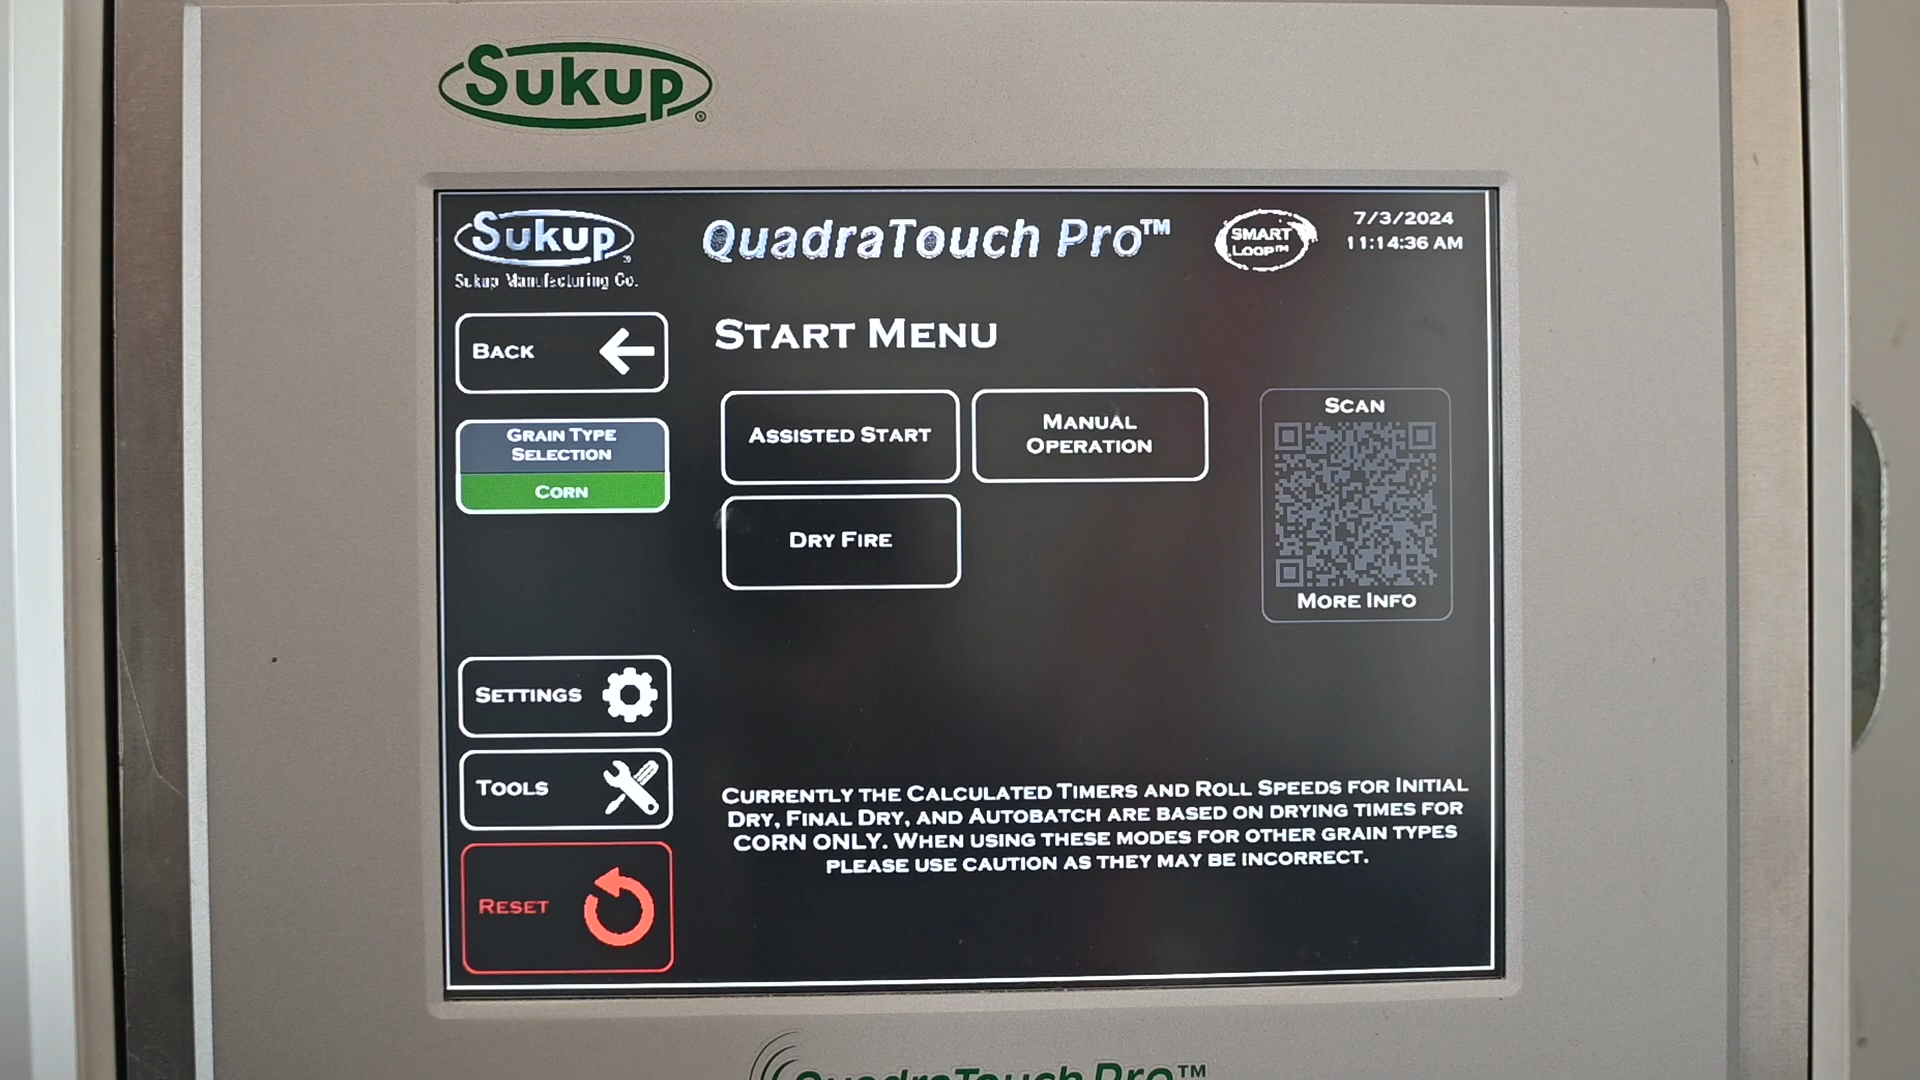 Sukup®
Sukup
Sukup Manufacturing Co.
QuadraTouch Pro™
SMART
LOOP™
7/3/2024
11:14:36 AM
BACK
START MENU
GRAIN TYPE
SELECTION
CORN
ASSISTED START
MANUAL
OPERATION
DRY FIRE
SCAN
MORE INFO
SETTINGS
TOOLS
RESET
CURRENTLY THE CALCULATED TIMERS AND ROLL SPEEDS FOR INITIAL
DRY, FINAL DRY, AND AUTOBATCH ARE BASED ON DRYING TIMES FOR
CORN ONLY. WHEN USING THESE MODES FOR OTHER GRAIN TYPES
PLEASE USE CAUTION AS THEY MAY BE INCORRECT.
QuadraTouch Pro™